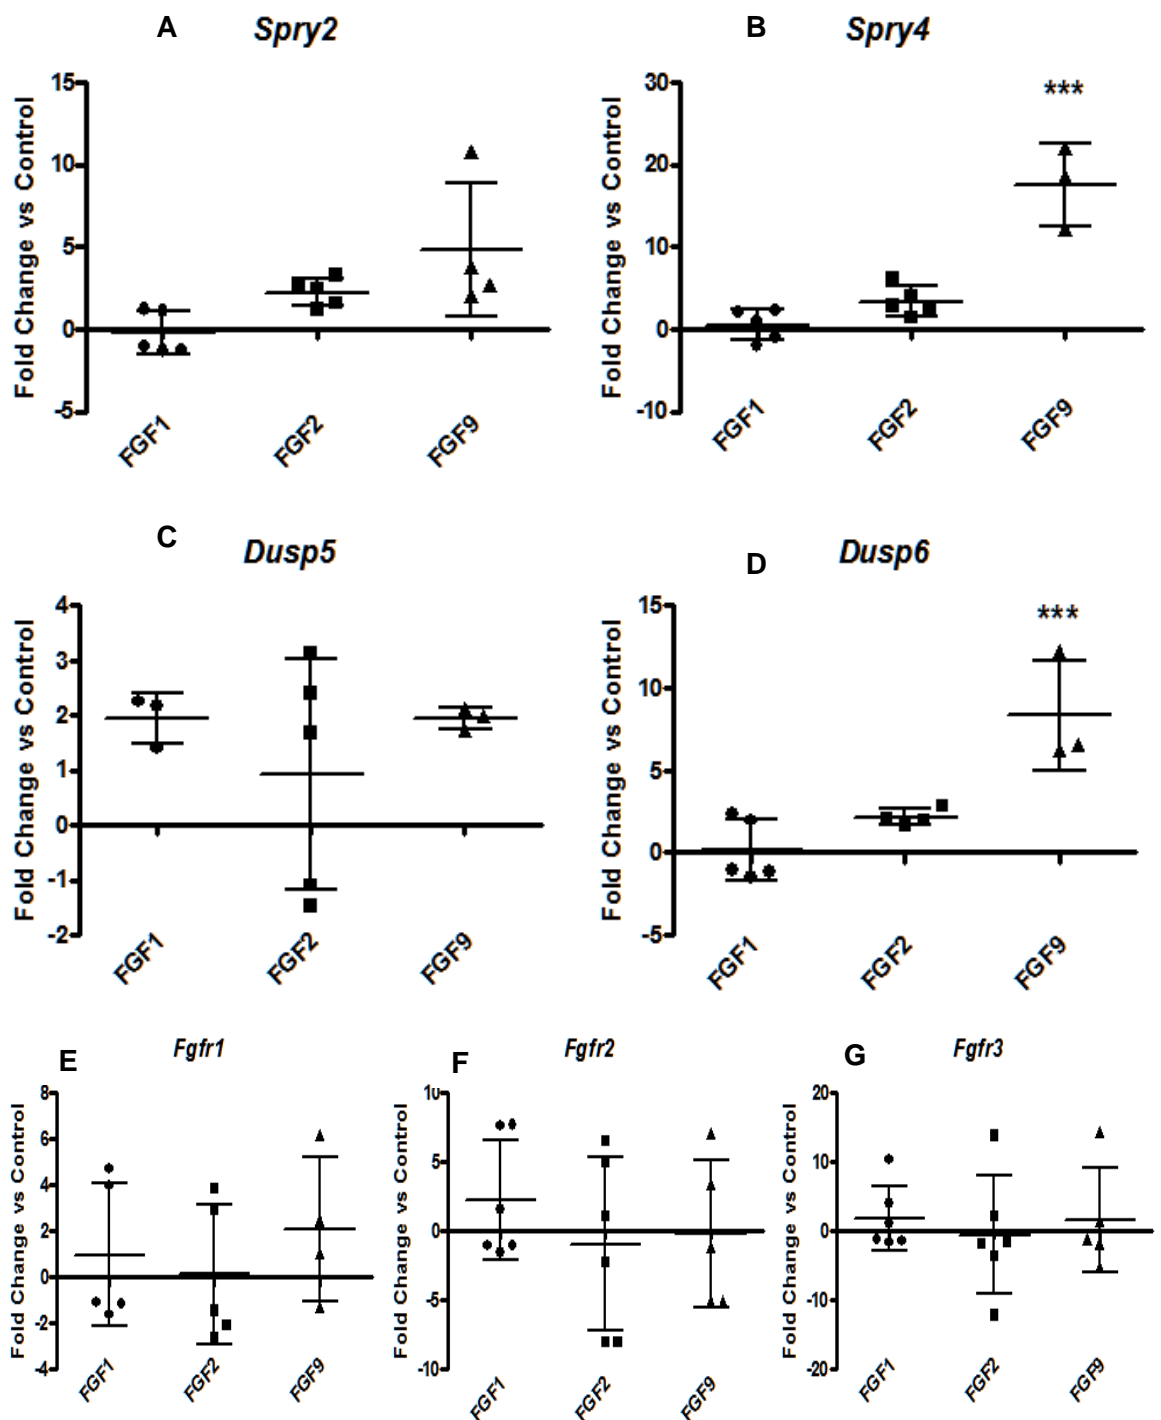 A Spry2
Fold Change vs Control
15
10
5
0
-5
FGF1 FGF2 FGF9
B Spry4
Fold Change vs Control
30
20
10
0
-10
***
FGF1 FGF2 FGF9
C Dusp5
Fold Change vs Control
4
3
2
1
0
-1
-2
FGF1 FGF2 FGF9
D Dusp6
Fold Change vs Control
15
10
5
0
-5
***
FGF1 FGF2 FGF9
E Fgfr1
Fold Change vs Control
8
6
4
2
0
-2
-4
FGF1 FGF2 FGF9
F Fgfr2
Fold Change vs Control
10
5
0
-5
-10
FGF1 FGF2 FGF9
G Fgfr3
Fold Change vs Control
20
10
0
-10
-20
FGF1 FGF2 FGF9